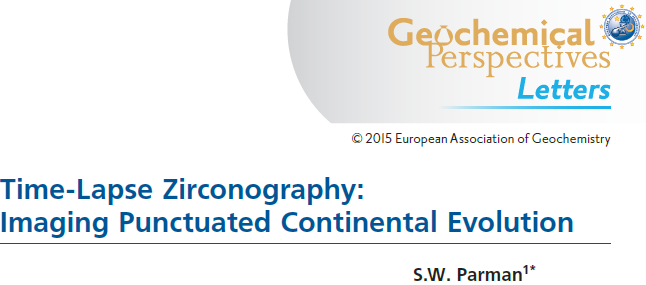 Geochemical
Perspectives
Letters
© 2015 European Association of Geochemistry
Time-Lapse Zirconography:
Imaging Punctuated Continental Evolution
S.W. Parman¹*